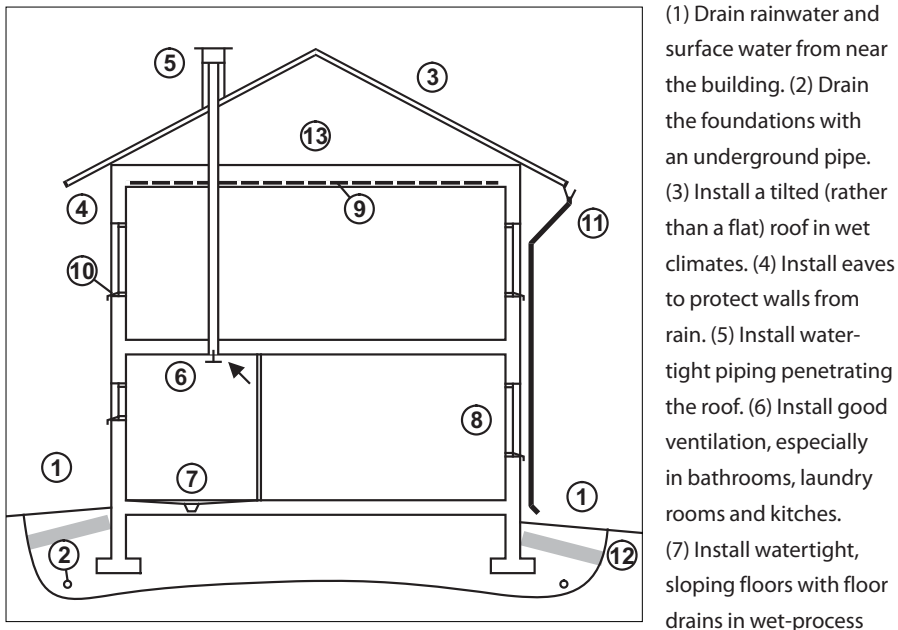 5
3
13
4
9
11
10
6
8
7
1
1
2
12
(1) Drain rainwater and
surface water from near
the building. (2) Drain
the foundations with
an underground pipe.
(3) Install a tilted (rather
than a flat) roof in wet
climates. (4) Install eaves
to protect walls from
rain. (5) Install water-
tight piping penetrating
the roof. (6) Install good
ventilation, especially
in bathrooms, laundry
rooms and kitches.
(7) Install watertight,
sloping floors with floor
drains in wet-process